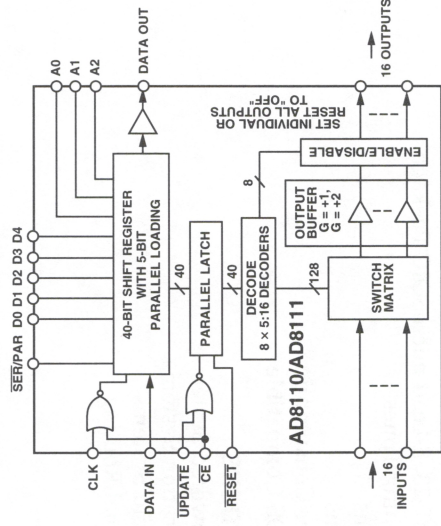 SER/PAR D0 D1 D2 D3 D4
A0
A1
A2
CLK
DATA IN
UPDATE
CE
RESET
40-BIT SHIFT REGISTER
WITH 5-BIT
PARALLEL LOADING
DATA OUT
40
PARALLEL LATCH
40
DECODE
8 × 5:16 DECODERS
8
128
AD8110/AD8111
SET INDIVIDUAL OR
RESET ALL OUTPUTS
TO "OFF"
SWITCH
MATRIX
OUTPUT
BUFFER
G = +1,
G = +2
ENABLE/DISABLE
16
INPUTS
16 OUTPUTS